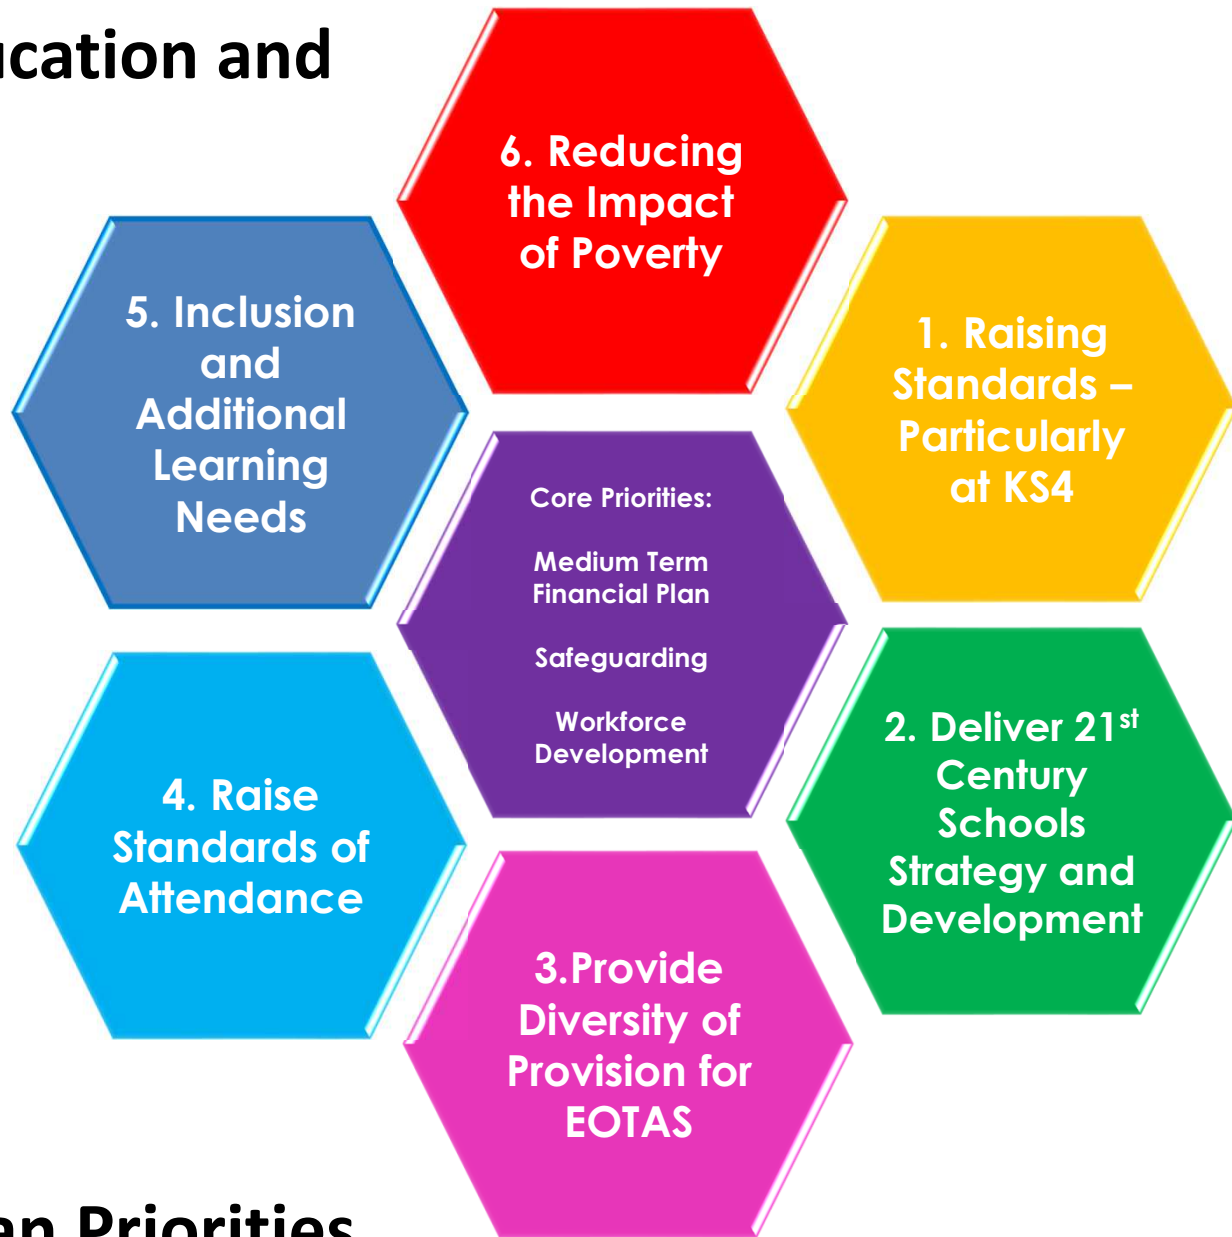 ucation and
6. Reducing
the Impact
of Poverty
5. Inclusion
and
Additional
Learning
Needs
1. Raising
Standards –
Particularly
at KS4
Core Priorities:
Medium Term
Financial Plan
Safeguarding
Workforce
Development
2. Deliver 21st
Century
Schools
Strategy and
Development
4. Raise
Standards of
Attendance
3.Provide
Diversity of
Provision for
EOTAS
an Priorities